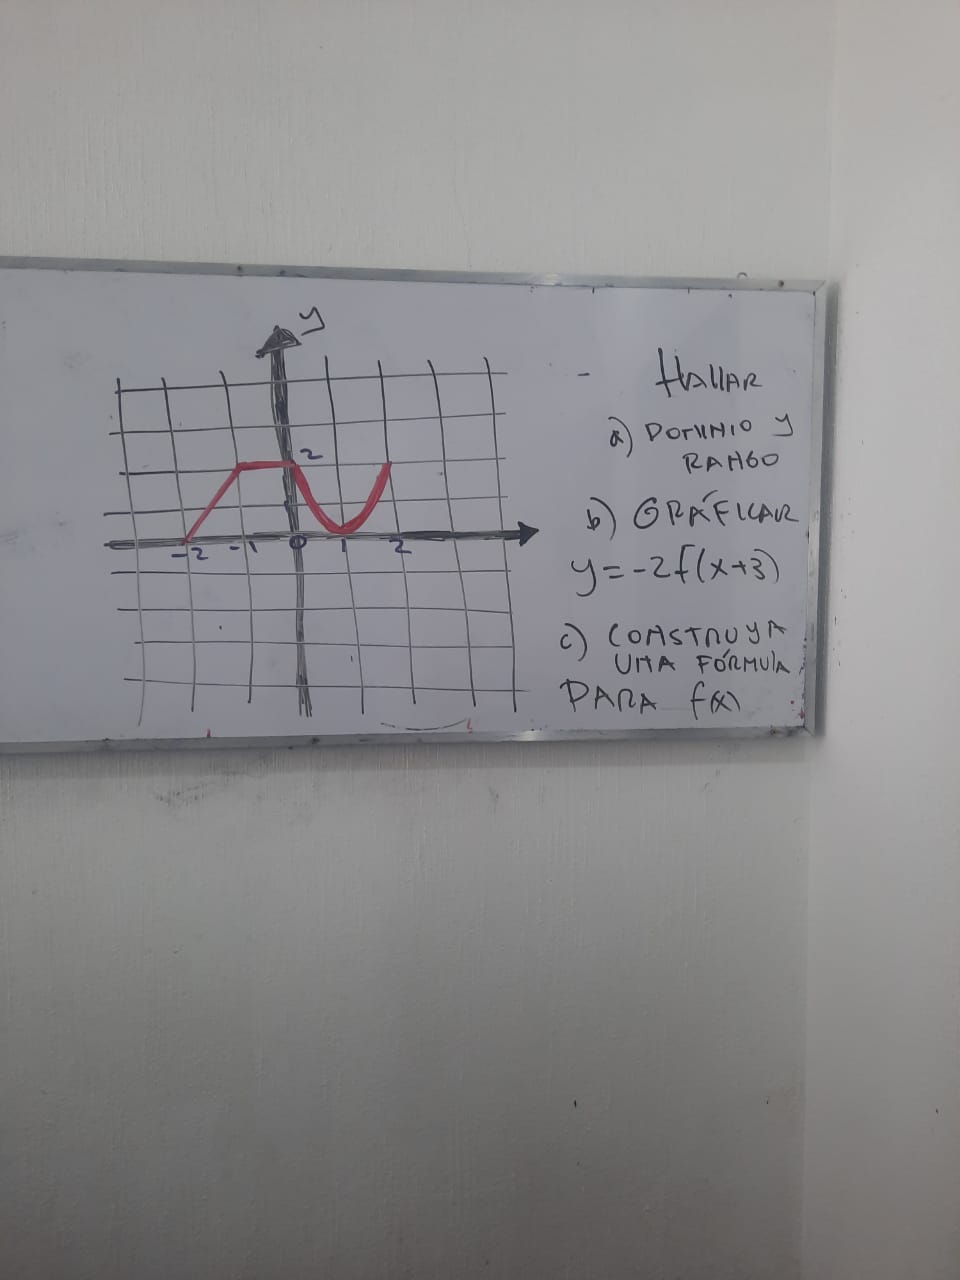 y
2
-2 -1 0 1 2
- HALLAR
a) DOMINIO y
RANGO
b) GRÁFICAR
y=-2f(x+3)
c) CONSTRUYA
UNA FÓRMULA
PARA f(x)